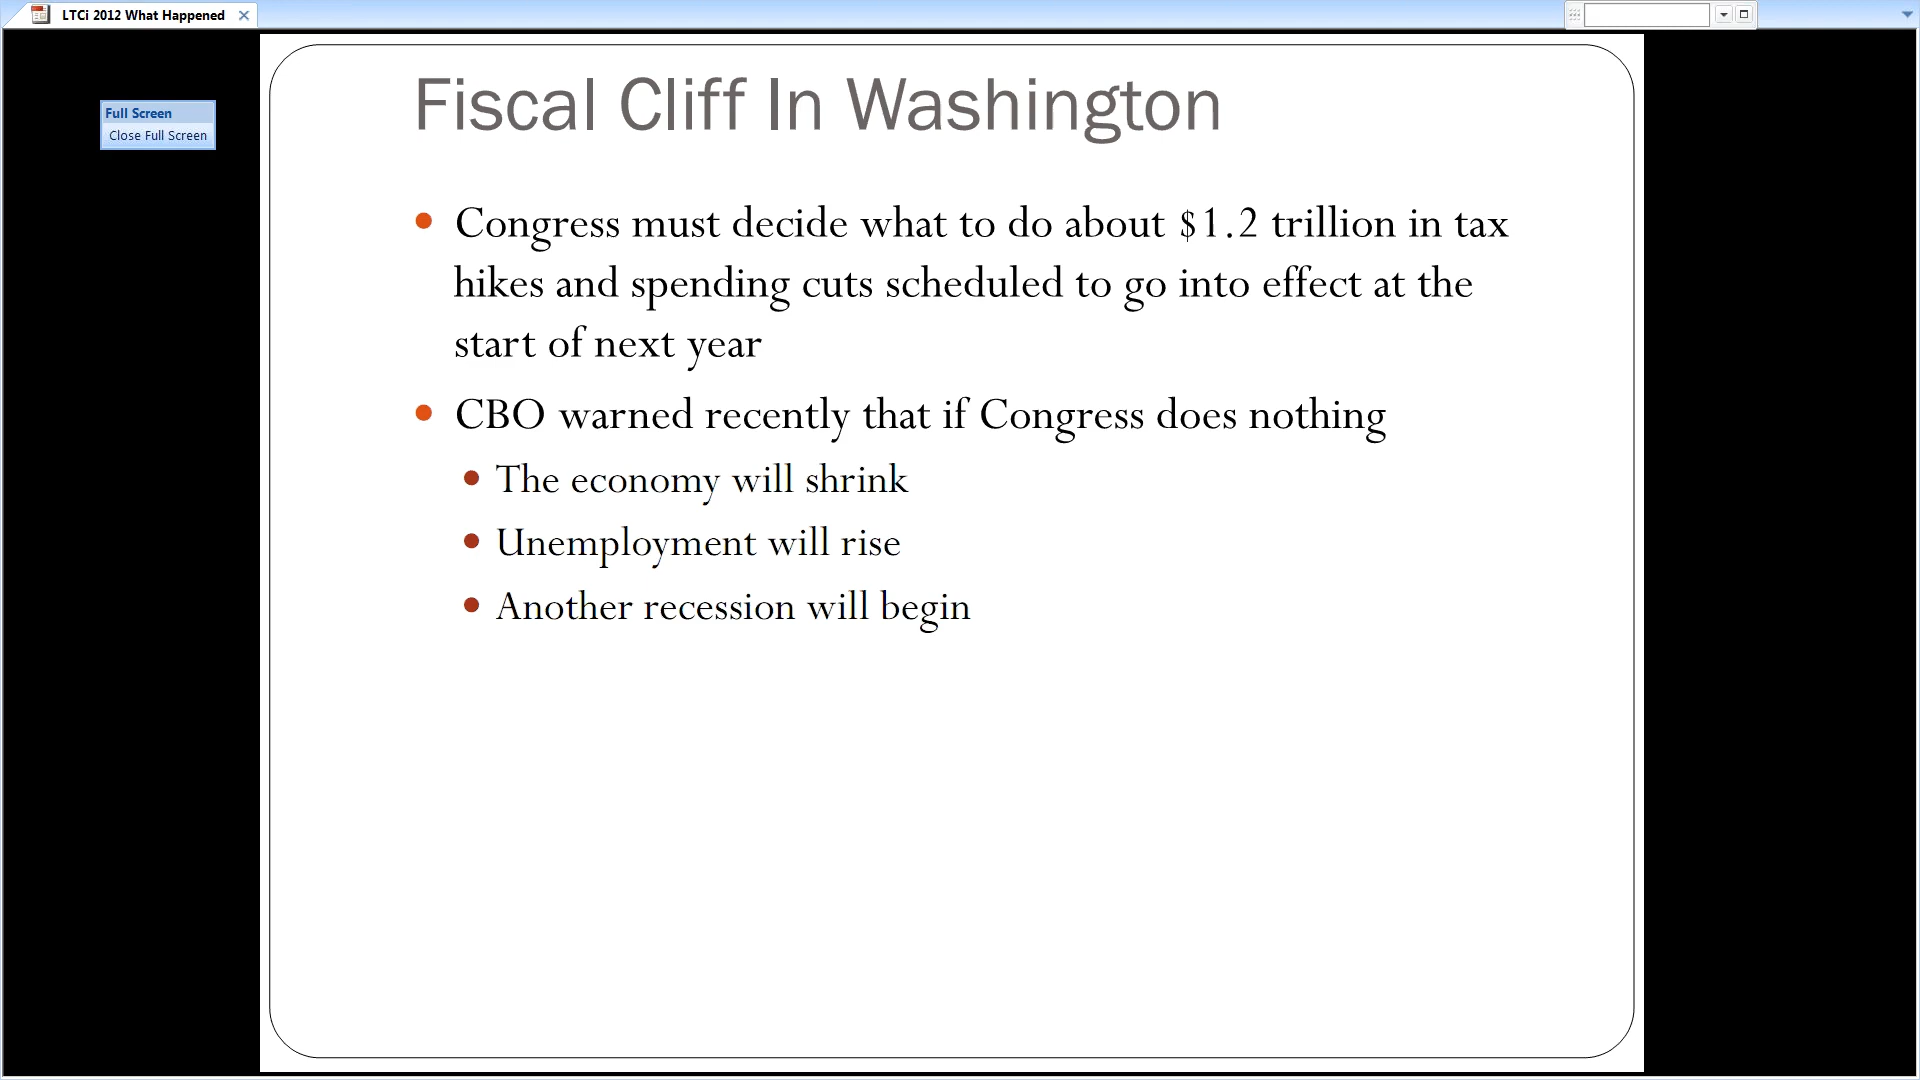 LTCi 2012 What Happened
Full Screen
Close Full Screen
Fiscal Cliff In Washington
Congress must decide what to do about $1.2 trillion in tax
hikes and spending cuts scheduled to go into effect at the
start of next year
CBO warned recently that if Congress does nothing
The economy will shrink
Unemployment will rise
Another recession will begin